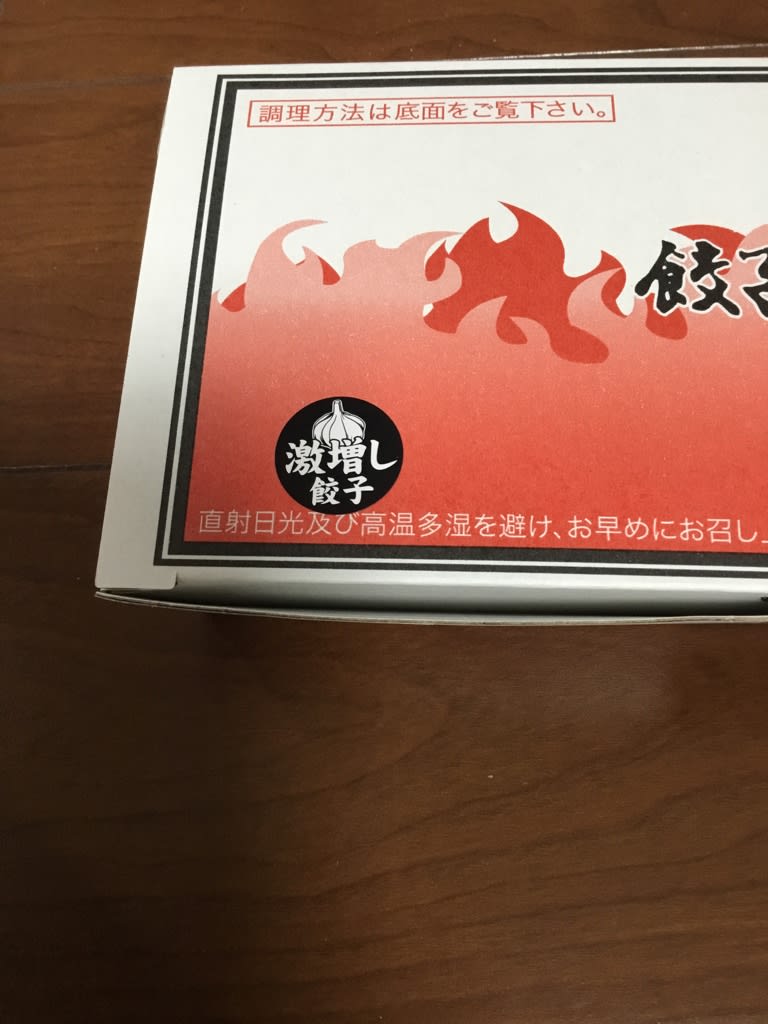 調理方法は底面をご覧下さい。
餃子
激増し
餃子
直射日光及び高温多湿を避け、お早めにお召し